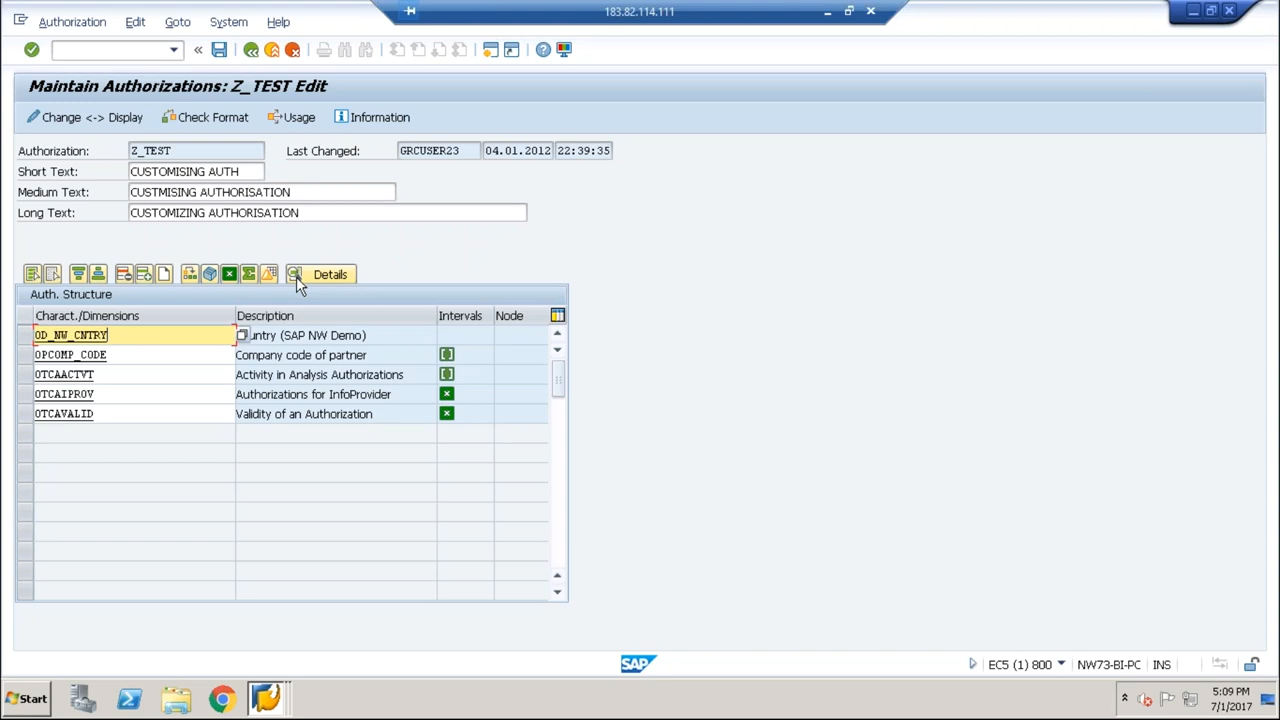 183.82.114.111
Authorization Edit Goto System Help
Maintain Authorizations: Z_TEST Edit
Change <-> Display Check Format Usage Information
Authorization: Z_TEST Last Changed: GRCUSER23 04.01.2012 22:39:35
Short Text: CUSTOMISING AUTH
Medium Text: CUSTMISING AUTHORISATION
Long Text: CUSTOMIZING AUTHORISATION
Details
Auth. Structure
Charact./Dimensions Description Intervals Node
0D_NW_CNTRY untry (SAP NW Demo)
0PCOMP_CODE Company code of partner
0TCAACTVT Activity in Analysis Authorizations
0TCAIPROV Authorizations for InfoProvider
0TCAVALID Validity of an Authorization
SAP EC5 (1) 800 NW73-BI-PC INS
Start 5:09 PM
7/1/2017